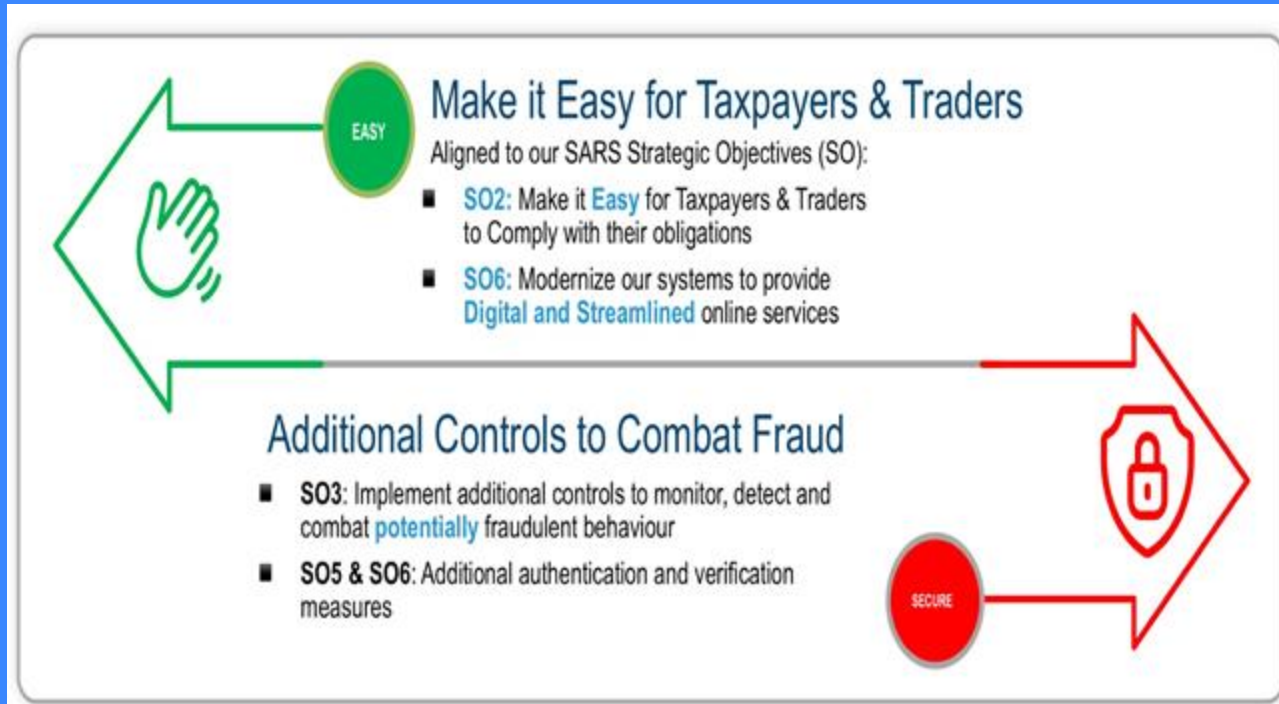 EASY
Make it Easy for Taxpayers & Traders
Aligned to our SARS Strategic Objectives (SO):
SO2: Make it Easy for Taxpayers & Traders
to Comply with their obligations
SO6: Modernize our systems to provide
Digital and Streamlined online services
Additional Controls to Combat Fraud
SO3: Implement additional controls to monitor, detect and
combat potentially fraudulent behaviour
SO5 & SO6: Additional authentication and verification
measures
SECURE